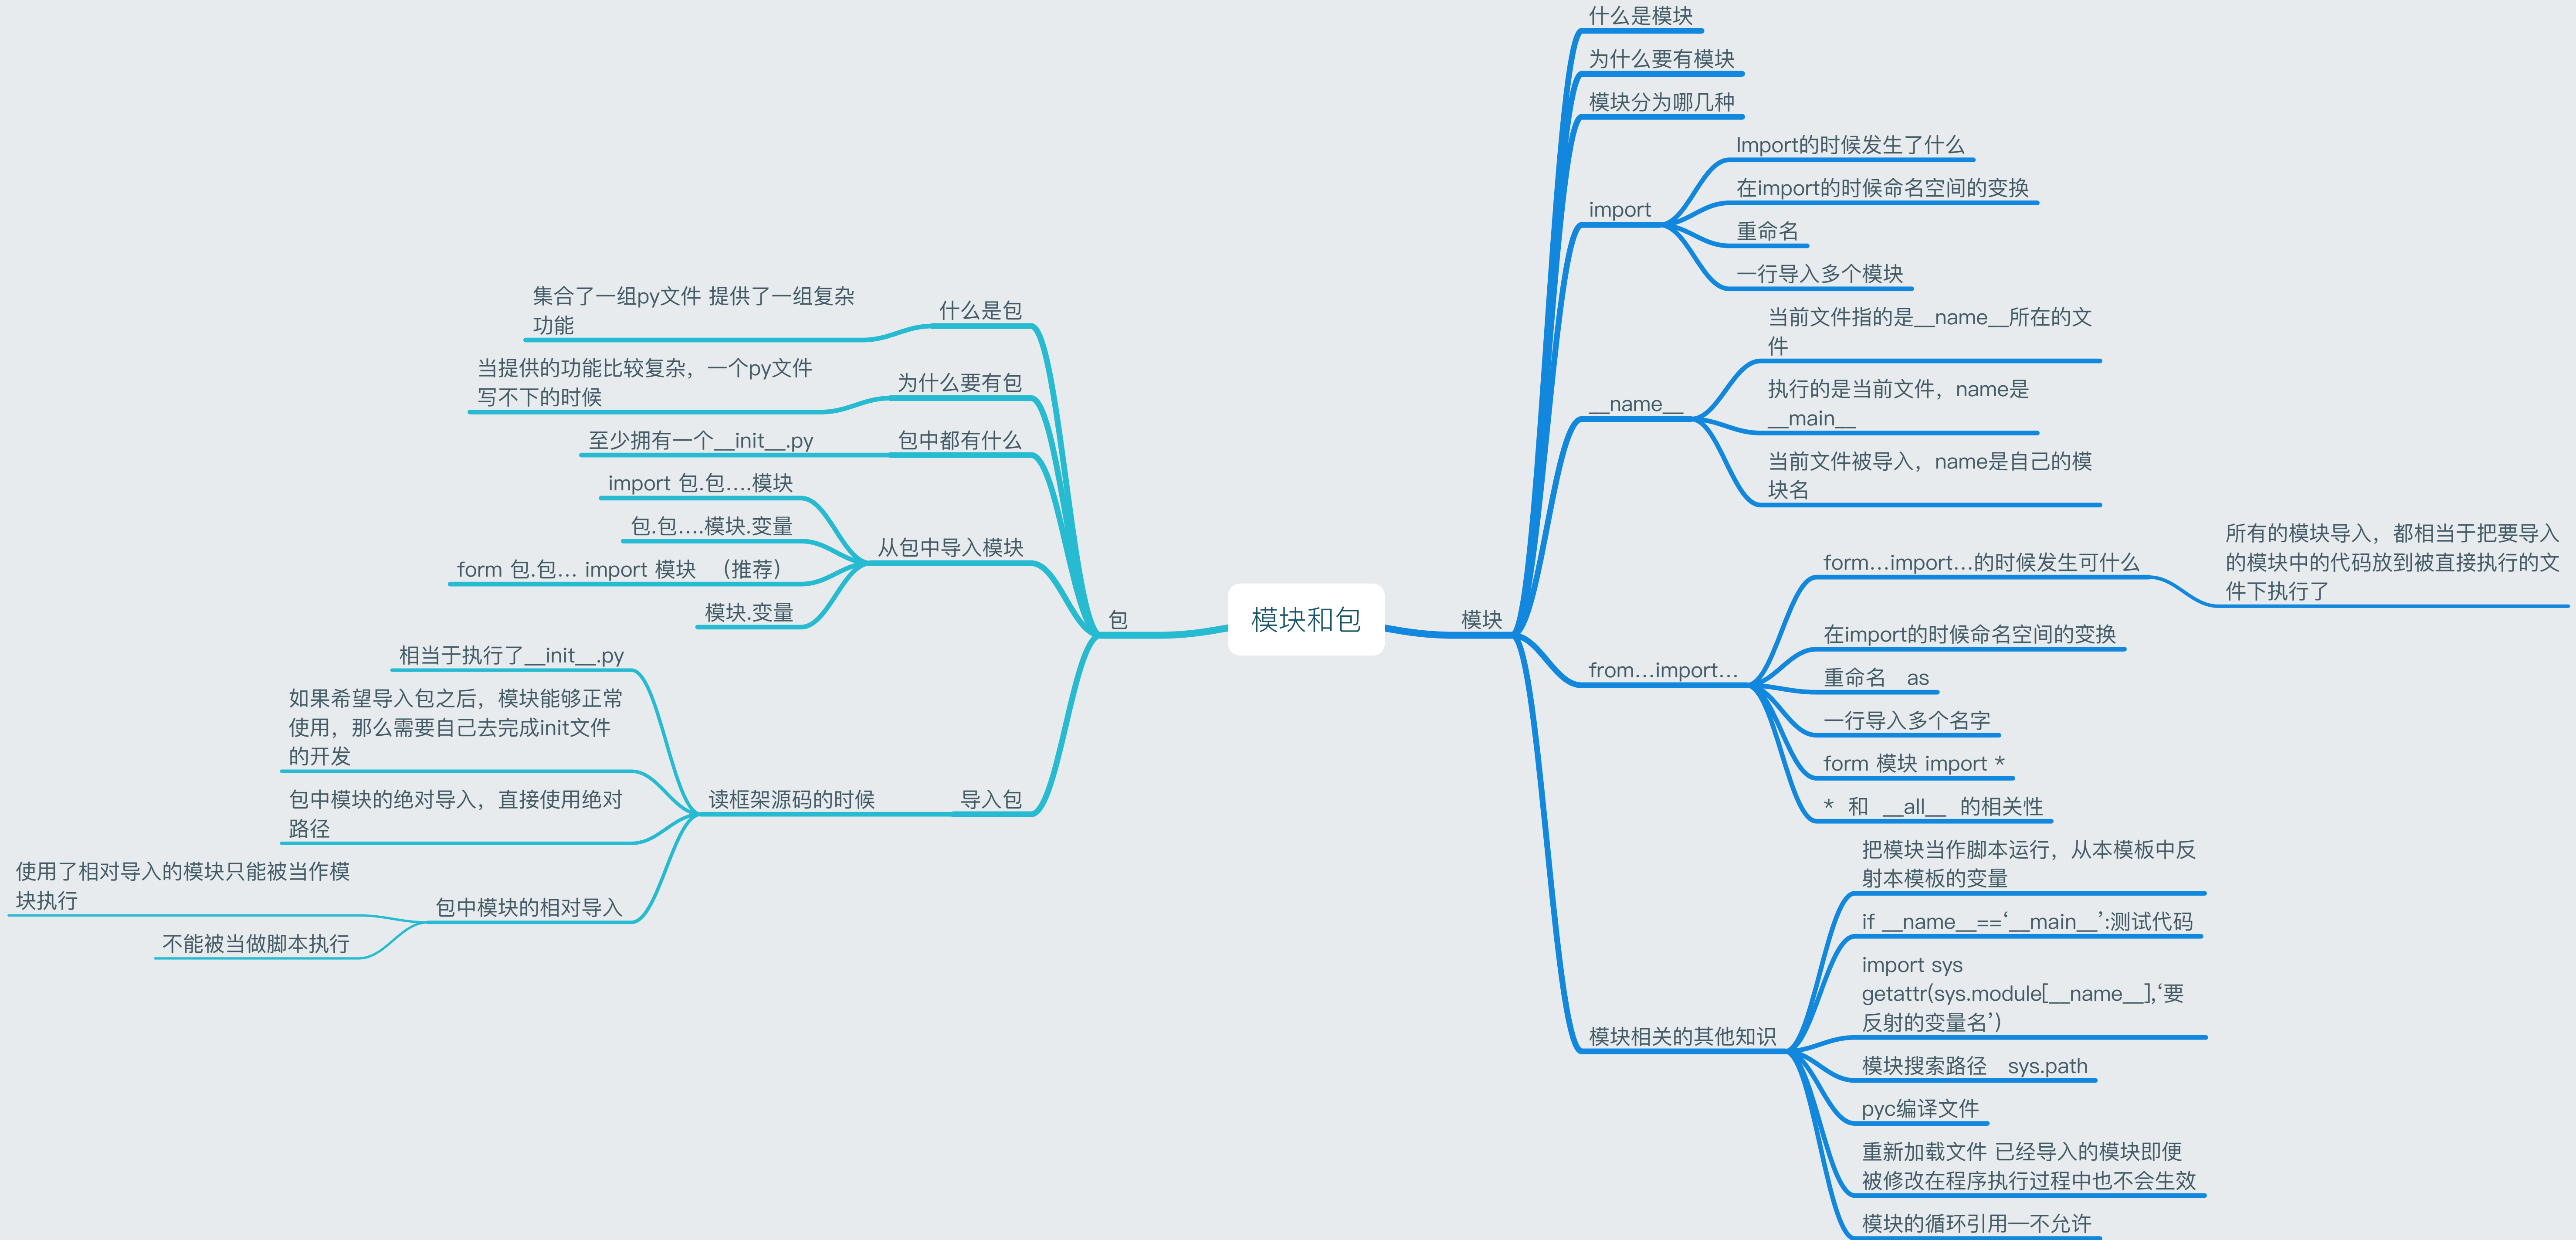 模块和包
模块
什么是模块
为什么要有模块
模块分为哪几种
import
Import的时候发生了什么
在import的时候命名空间的变换
重命名
一行导入多个模块
__name__
当前文件指的是__name__所在的文
件
执行的是当前文件，name是
__main__
当前文件被导入，name是自己的模
块名
from…import…
form…import…的时候发生可什么
所有的模块导入，都相当于把要导入
的模块中的代码放到被直接执行的文
件下执行了
在import的时候命名空间的变换
重命名 as
一行导入多个名字
form 模块 import *
* 和 __all__ 的相关性
模块相关的其他知识
把模块当作脚本运行，从本模板中反
射本模板的变量
if __name__==‘__main__’:测试代码
import sys
getattr(sys.module[__name__],‘要
反射的变量名’)
模块搜索路径 sys.path
pyc编译文件
重新加载文件 已经导入的模块即便
被修改在程序执行过程中也不会生效
模块的循环引用—不允许
包
什么是包
集合了一组py文件 提供了一组复杂
功能
为什么要有包
当提供的功能比较复杂，一个py文件
写不下的时候
包中都有什么
至少拥有一个__init__.py
从包中导入模块
import 包.包….模块
包.包….模块.变量
form 包.包… import 模块 （推荐）
模块.变量
导入包
读框架源码的时候
相当于执行了__init__.py
如果希望导入包之后，模块能够正常
使用，那么需要自己去完成init文件
的开发
包中模块的绝对导入，直接使用绝对
路径
包中模块的相对导入
使用了相对导入的模块只能被当作模
块执行
不能被当做脚本执行